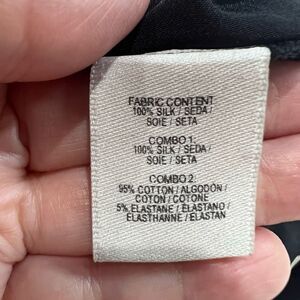 FABRIC CONTENT
100% SILK / SEDA /
SOIE / SETA
COMBO 1:
100% SILK / SEDA /
SOIE / SETA
COMBO 2:
95% COTTON / ALGODÓN /
COTON / COTONE
5% ELASTANE / ELASTANO /
ELASTHANNE / ELASTAN